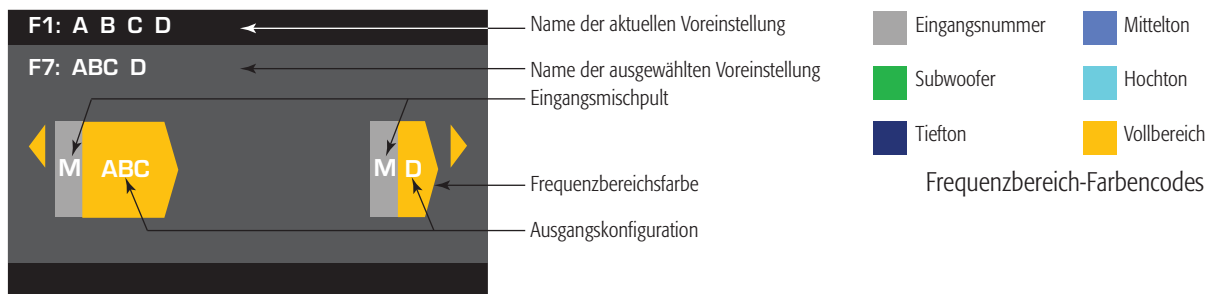 F1: A B C D
Name der aktuellen Voreinstellung
F7: ABC D
Name der ausgewählten Voreinstellung
Eingangsmischpult
M ABC
M D
Frequenzbereichsfarbe
Ausgangskonfiguration
Eingangsnummer
Mittelton
Subwoofer
Hochton
Tiefton
Vollbereich
Frequenzbereich-Farbencodes